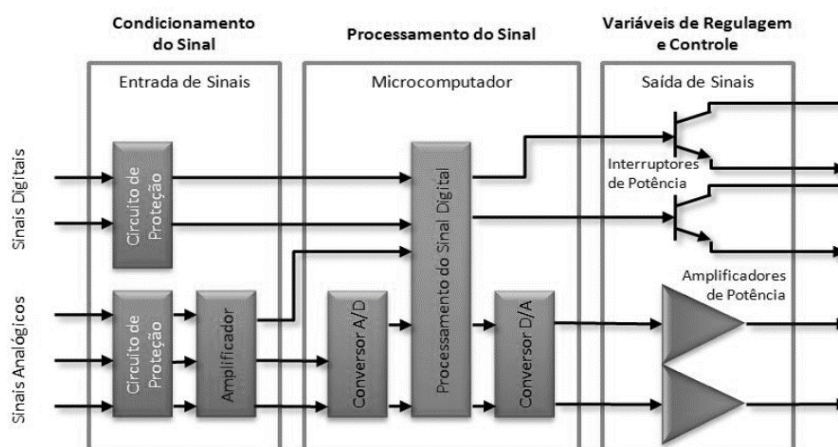 Condicionamento
do Sinal
Processamento do Sinal
Variáveis de Regulagem
e Controle
Entrada de Sinais
Microcomputador
Saída de Sinais
Sinais Digitais
Circuito de
Proteção
Processamento do Sinal Digital
Interruptores
de Potência
Sinais Analógicos
Circuito de
Proteção
Amplificador
Conversor A/D
Conversor D/A
Amplificadores
de Potência